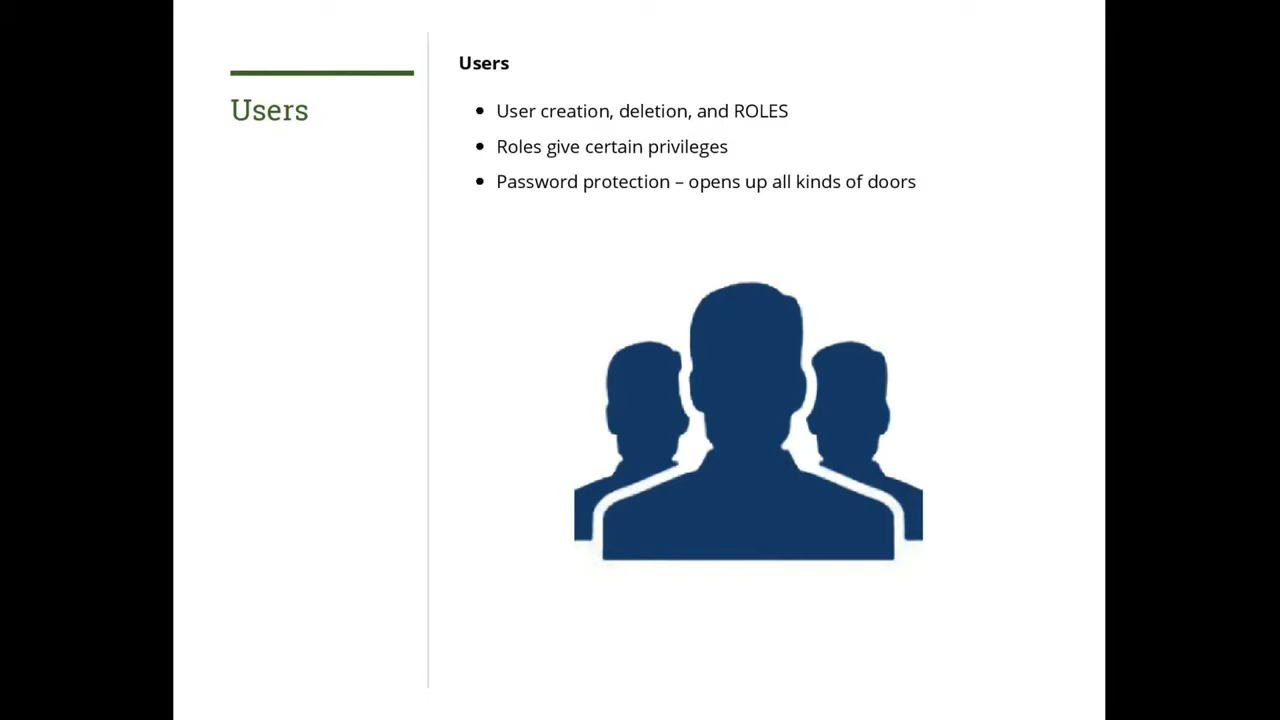 Users
Users
User creation, deletion, and ROLES
Roles give certain privileges
Password protection – opens up all kinds of doors